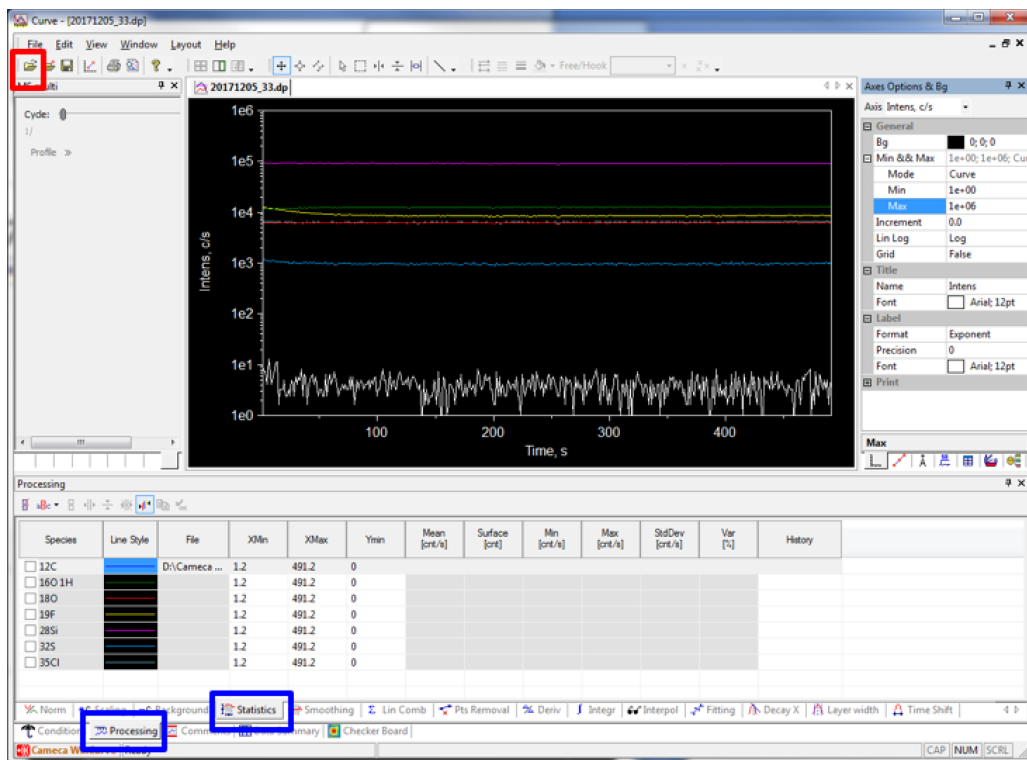 Curve - [20171205_33.dp]
File Edit View Window Layout Help
Free/Hook
20171205_33.dp
Axes Options & Bg
Cycle:
1/
Profile »
1e6
1e5
1e4
1e3
1e2
1e1
1e0
Intens, c/s
100 200 300 400
Time, s
Axis Intens, c/s
General
Bg 0; 0; 0
Min && Max 1e+00; 1e+06; Cu
Mode Curve
Min 1e+00
Max 1e+06
Increment 0.0
Lin Log Log
Grid False
Title
Name Intens
Font Arial; 12pt
Label
Format Exponent
Precision 0
Font Arial; 12pt
Print
Max
Processing
Species Line Style File XMin XMax Ymin Mean [cnt/s] Surface [cnt] Min [cnt/s] Max [cnt/s] StdDev [cnt/s] Var [%] History
12C D:\Cameca ... 1.2 491.2 0
16O 1H 1.2 491.2 0
18O 1.2 491.2 0
19F 1.2 491.2 0
28Si 1.2 491.2 0
32S 1.2 491.2 0
35Cl 1.2 491.2 0
Norm Background Statistics Smoothing Lin Comb Pts Removal Deriv Integr Interpol Fitting Decay X Layer width Time Shift
Condition Processing Comments Summary Checker Board
Cameca CAP NUM SCRL